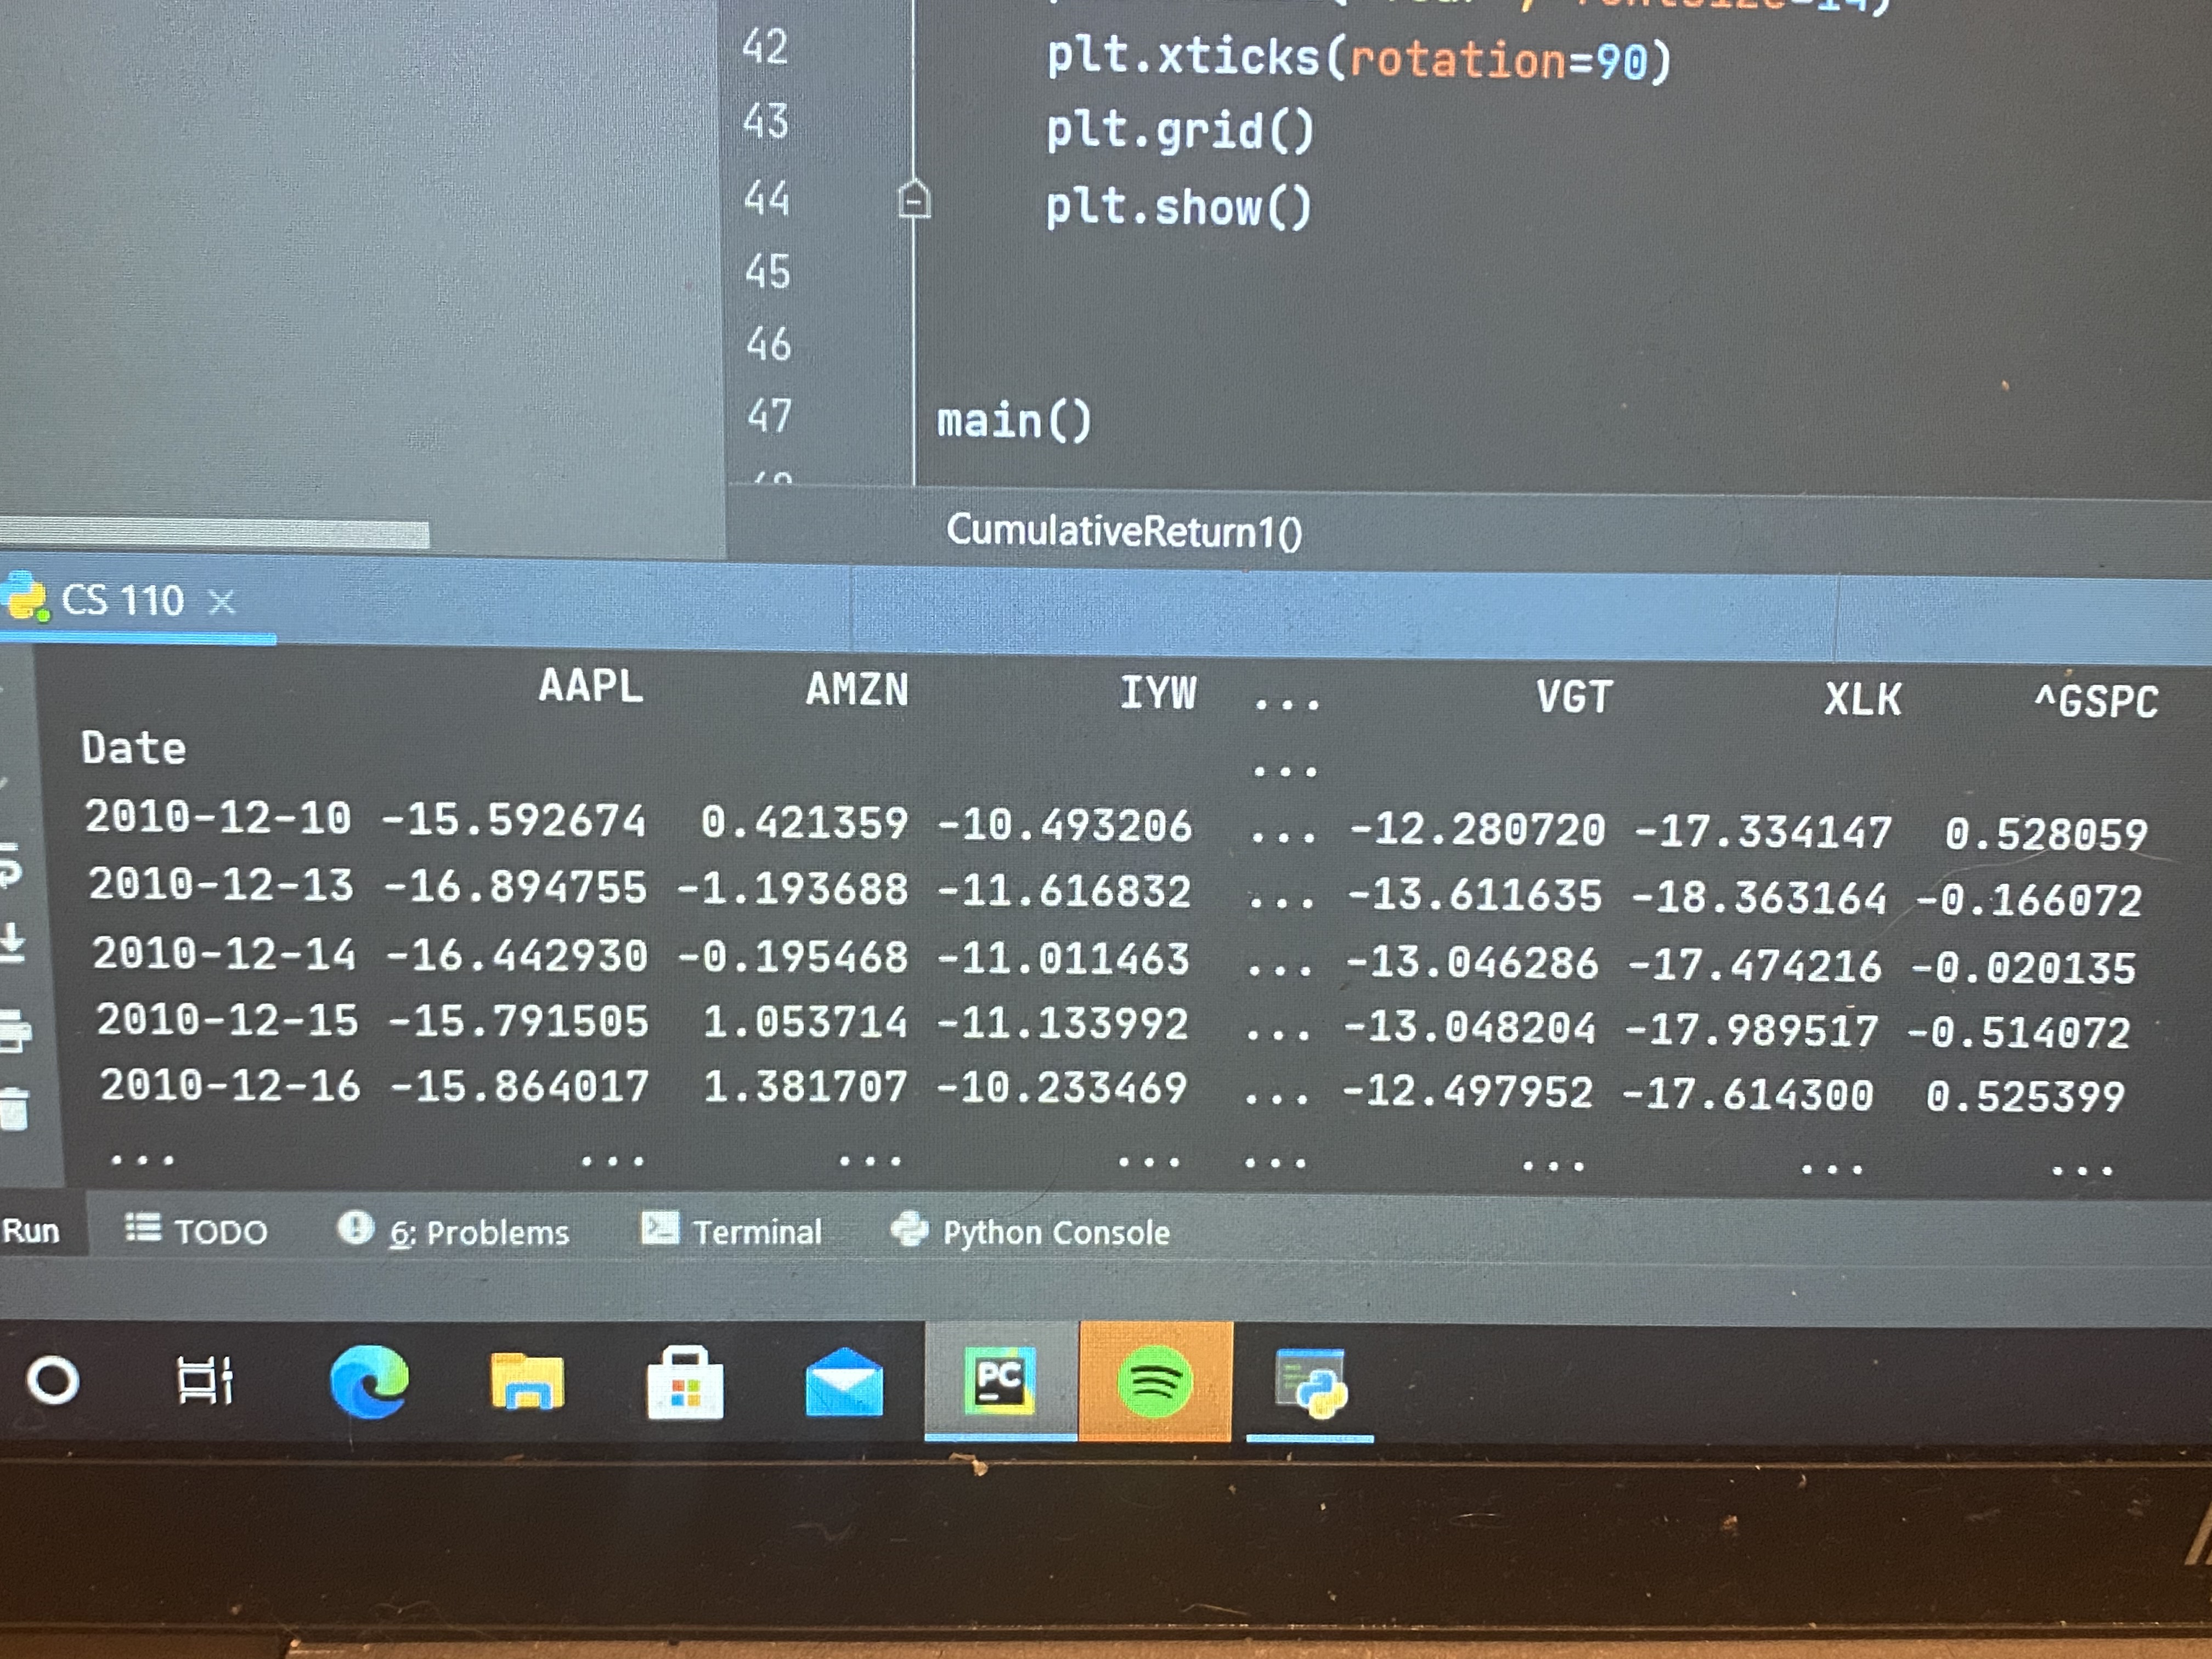 42 plt.xticks(rotation=90)
43 plt.grid()
44 plt.show()
45
46
47 main()
CumulativeReturn1()
CS 110 ×
AAPL AMZN IYW ... VGT XLK ^GSPC
Date ...
2010-12-10 -15.592674 0.421359 -10.493206 ... -12.280720 -17.334147 0.528059
2010-12-13 -16.894755 -1.193688 -11.616832 ... -13.611635 -18.363164 -0.166072
2010-12-14 -16.442930 -0.195468 -11.011463 ... -13.046286 -17.474216 -0.020135
2010-12-15 -15.791505 1.053714 -11.133992 ... -13.048204 -17.989517 -0.514072
2010-12-16 -15.864017 1.381707 -10.233469 ... -12.497952 -17.614300 0.525399
... ... ... ... ... ... ... ...
Run TODO 6: Problems Terminal Python Console
PC